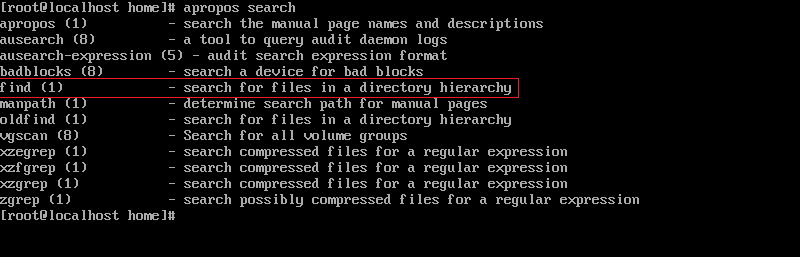 [root@localhost home]# apropos search
apropos (1)          - search the manual page names and descriptions
ausearch (8)         - a tool to query audit daemon logs
ausearch-expression (5) - audit search expression format
badblocks (8)        - search a device for bad blocks
find (1)             - search for files in a directory hierarchy
manpath (1)          - determine search path for manual pages
oldfind (1)          - search for files in a directory hierarchy
vgscan (8)           - Search for all volume groups
xzegrep (1)          - search compressed files for a regular expression
xzfgrep (1)          - search compressed files for a regular expression
xzgrep (1)           - search compressed files for a regular expression
zgrep (1)            - search possibly compressed files for a regular expression
[root@localhost home]#